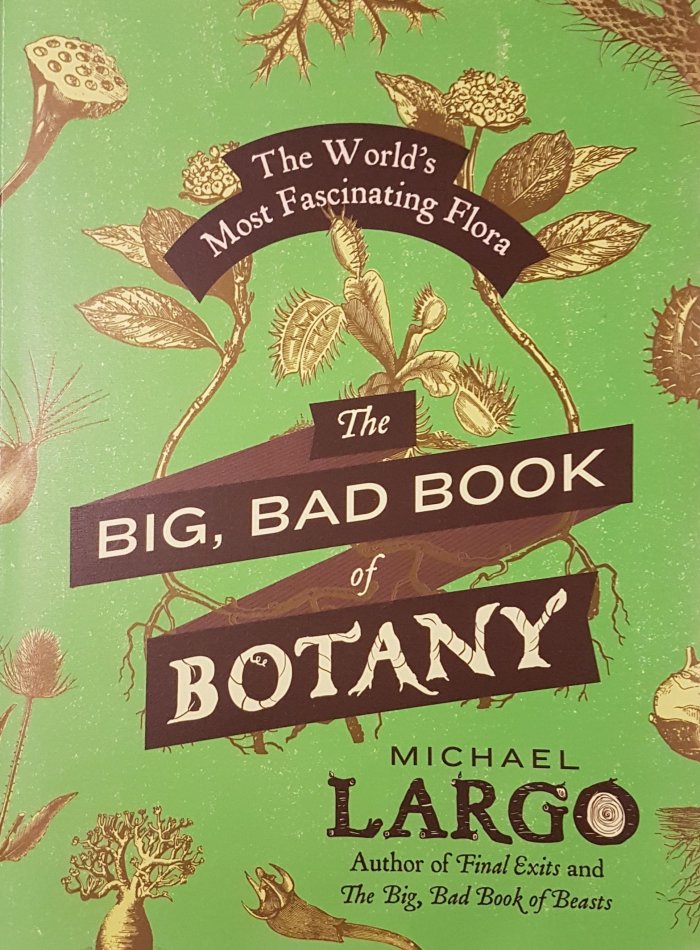 The World's
Most Fascinating Flora
The
BIG, BAD BOOK
of
BOTANY
MICHAEL
LARGO
Author of Final Exits and
The Big, Bad Book of Beasts